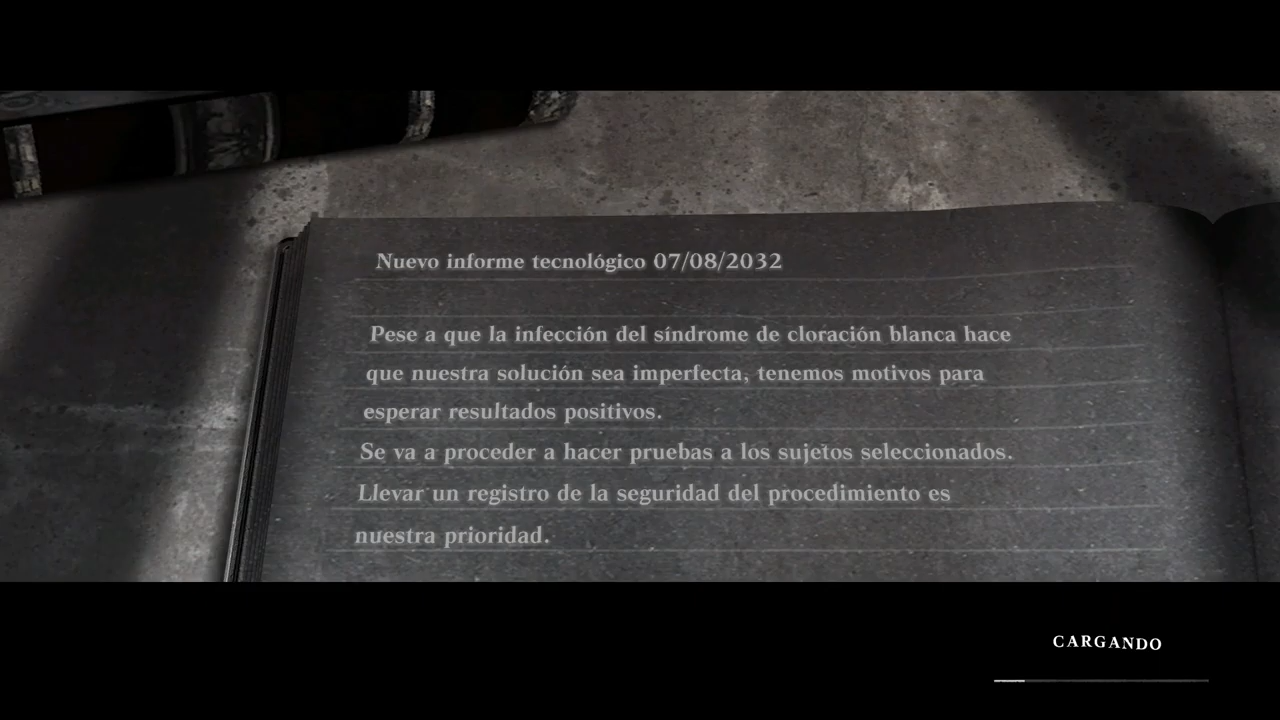 Nuevo informe tecnológico 07/08/2032
Pese a que la infección del síndrome de cloración blanca hace
que nuestra solución sea imperfecta, tenemos motivos para
esperar resultados positivos.
Se va a proceder a hacer pruebas a los sujetos seleccionados.
Llevar un registro de la seguridad del procedimiento es
nuestra prioridad.
CARGANDO